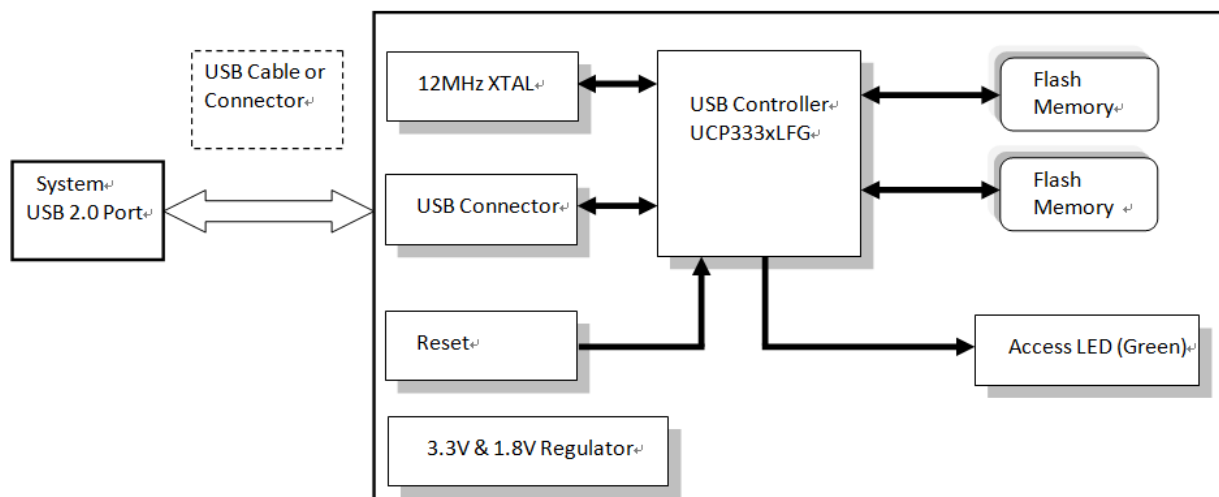 USB Cable or
Connector
System
USB 2.0 Port
12MHz XTAL
USB Connector
Reset
3.3V & 1.8V Regulator
USB Controller
UCP333xLFG
Flash
Memory
Flash
Memory
Access LED (Green)